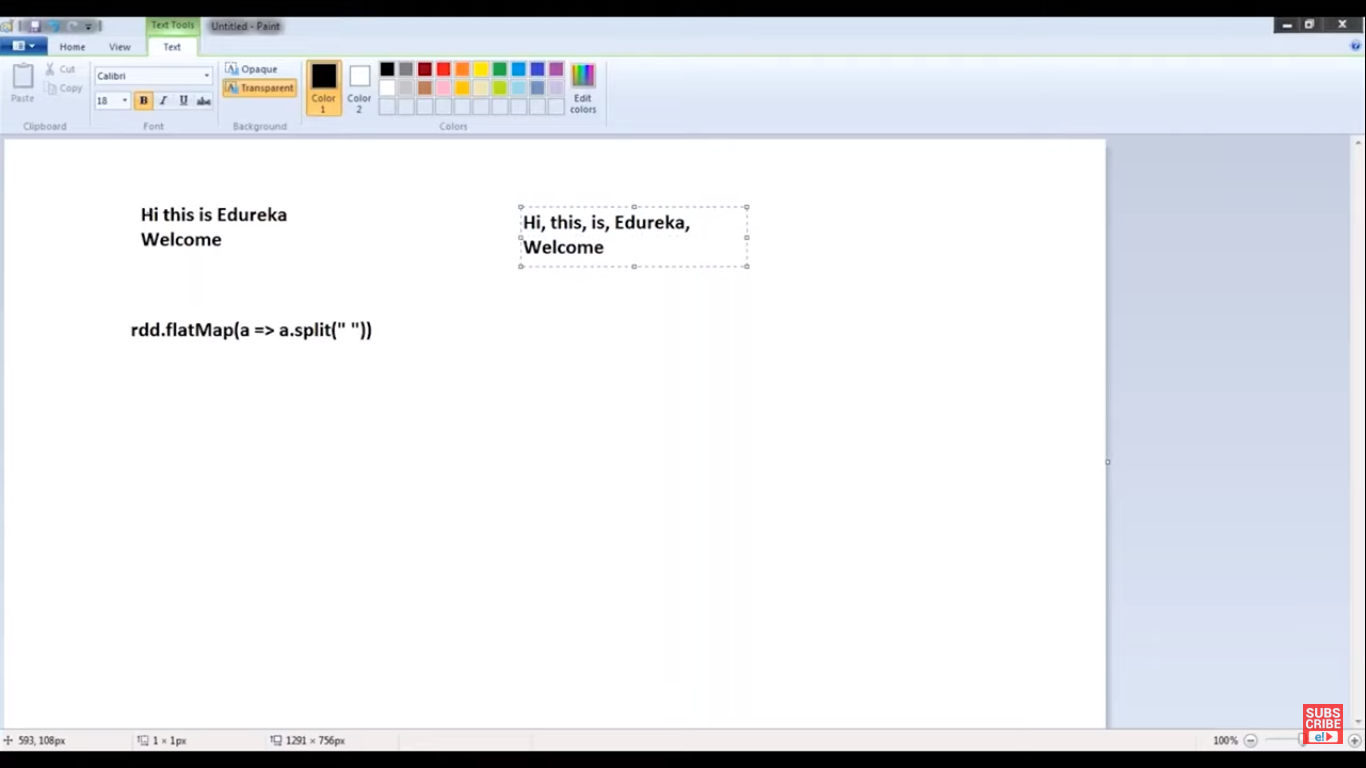 Text Tools
Untitled - Paint
Home
View
Text
Paste
Cut
Copy
Clipboard
Calibri
18
B
I
U
abc
Font
Opaque
Transparent
Background
Color 1
Color 2
Edit colors
Colors
Hi this is Edureka
Welcome
Hi, this, is, Edureka,
Welcome
rdd.flatMap(a => a.split(" "))
593, 108px
1 × 1px
1291 × 756px
100%
SUBS
CRIBE
e!